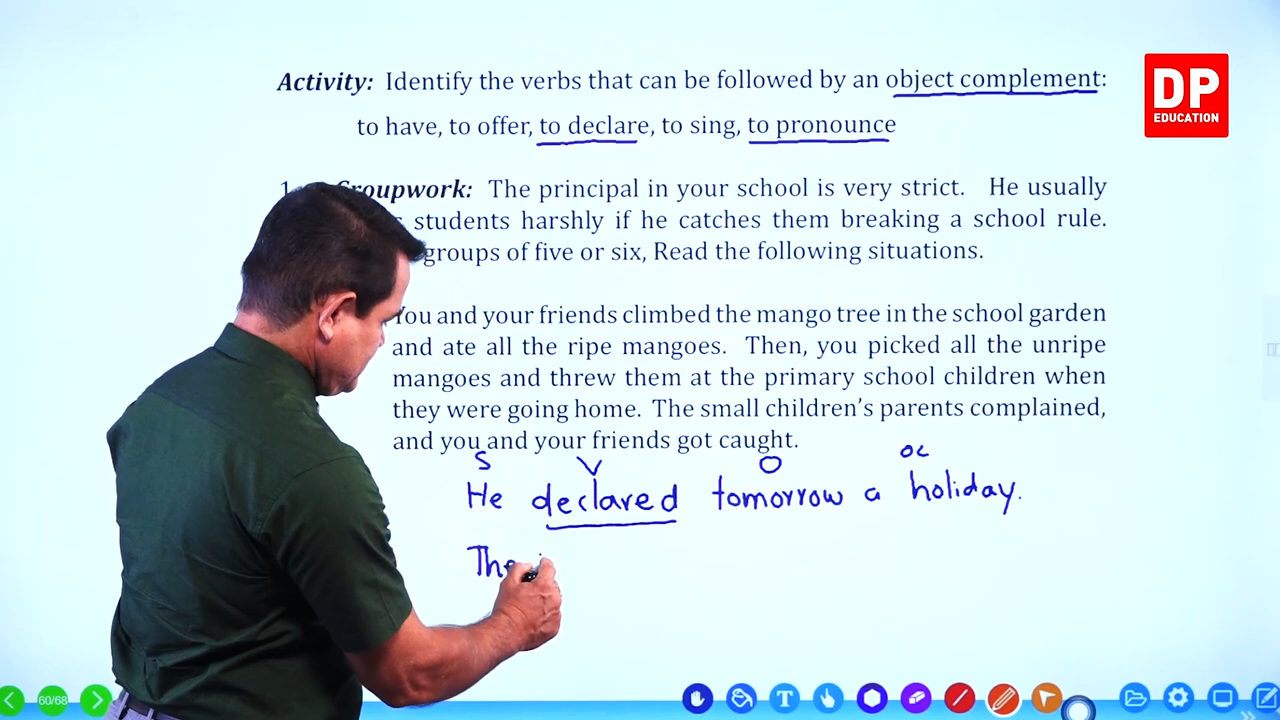 Activity: Identify the verbs that can be followed by an object complement:
to have, to offer, to declare, to sing, to pronounce
DP
EDUCATION
1 Groupwork: The principal in your school is very strict. He usually
students harshly if he catches them breaking a school rule.
groups of five or six, Read the following situations.
You and your friends climbed the mango tree in the school garden
and ate all the ripe mangoes. Then, you picked all the unripe
mangoes and threw them at the primary school children when
they were going home. The small children's parents complained,
and you and your friends got caught.
S V O OC
He declared tomorrow a holiday.
The
60/68
T